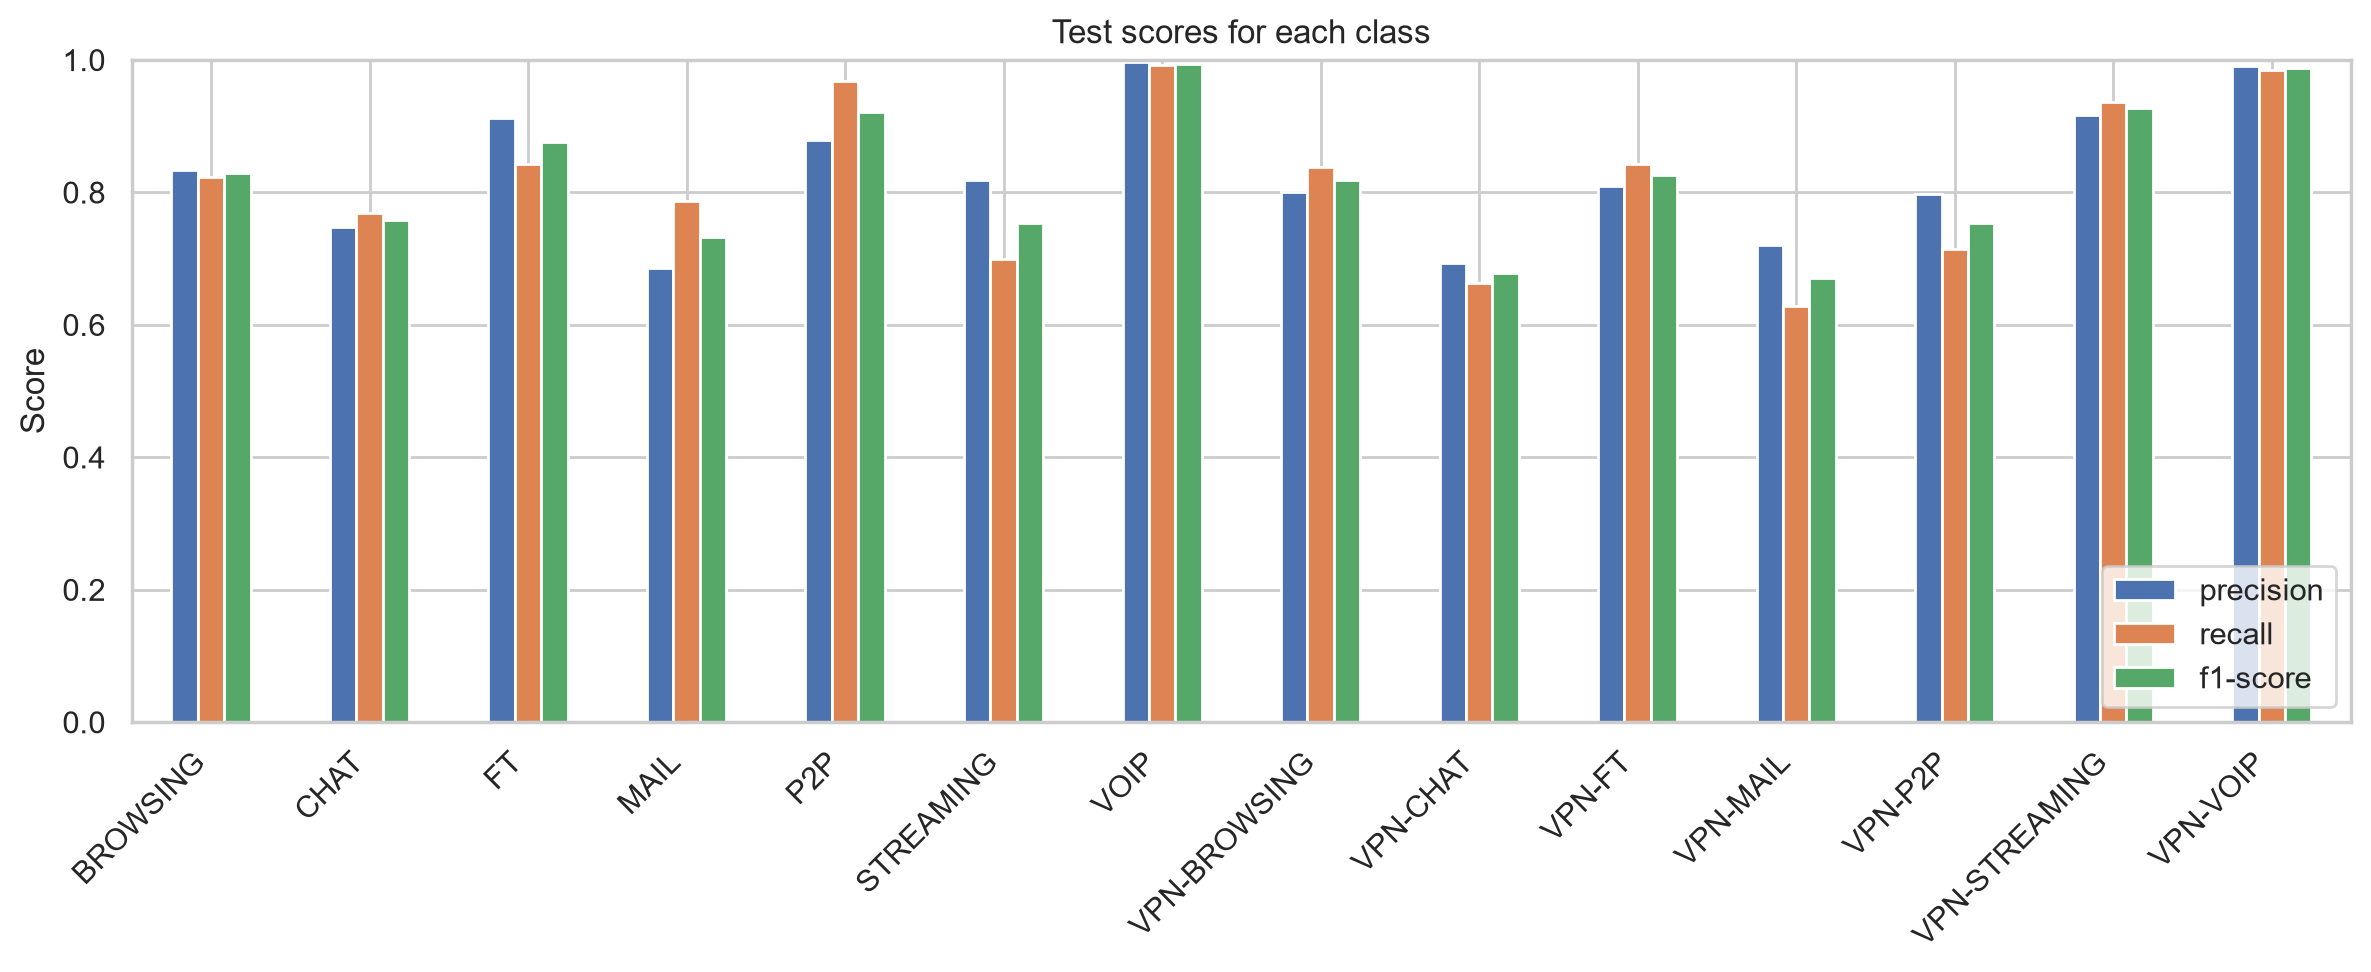 Test scores for each class
1.0
0.8
0.6
0.4
0.2
0.0
Score
precision
recall
f1-score
BROWSING
CHAT
FT
MAIL
P2P
STREAMING
VOIP
VPN-BROWSING
VPN-CHAT
VPN-FT
VPN-MAIL
VPN-P2P
VPN-STREAMING
VPN-VOIP